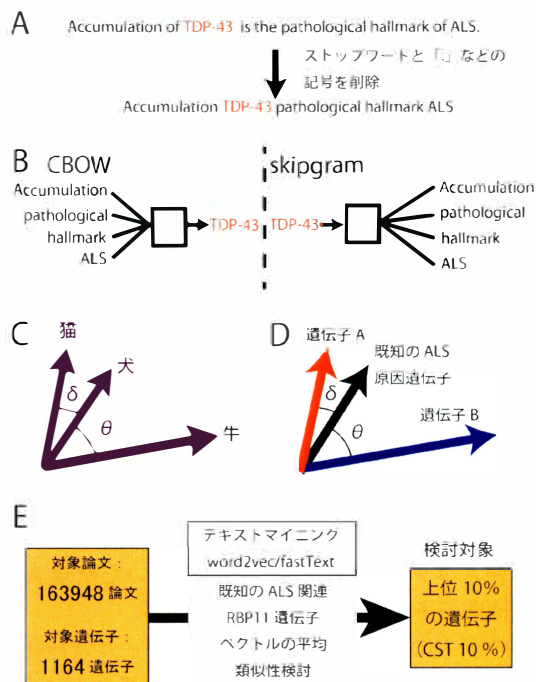 A
Accumulation of TDP-43 is the pathological hallmark of ALS.
ストップワードと「.」などの
記号を削除
Accumulation TDP-43 pathological hallmark ALS
B
CBOW
Accumulation
pathological
hallmark
ALS
TDP-43
skipgram
TDP-43
Accumulation
pathological
hallmark
ALS
C
猫
犬
δ
θ
牛
D
遺伝子 A
既知の ALS
原因遺伝子
δ
θ
遺伝子 B
E
対象論文：
163948 論文
対象遺伝子：
1164 遺伝子
テキストマイニング
word2vec/fastText
既知の ALS 関連
RBP11 遺伝子
ベクトルの平均
類似性検討
検討対象
上位 10%
の遺伝子
(CST 10 %)